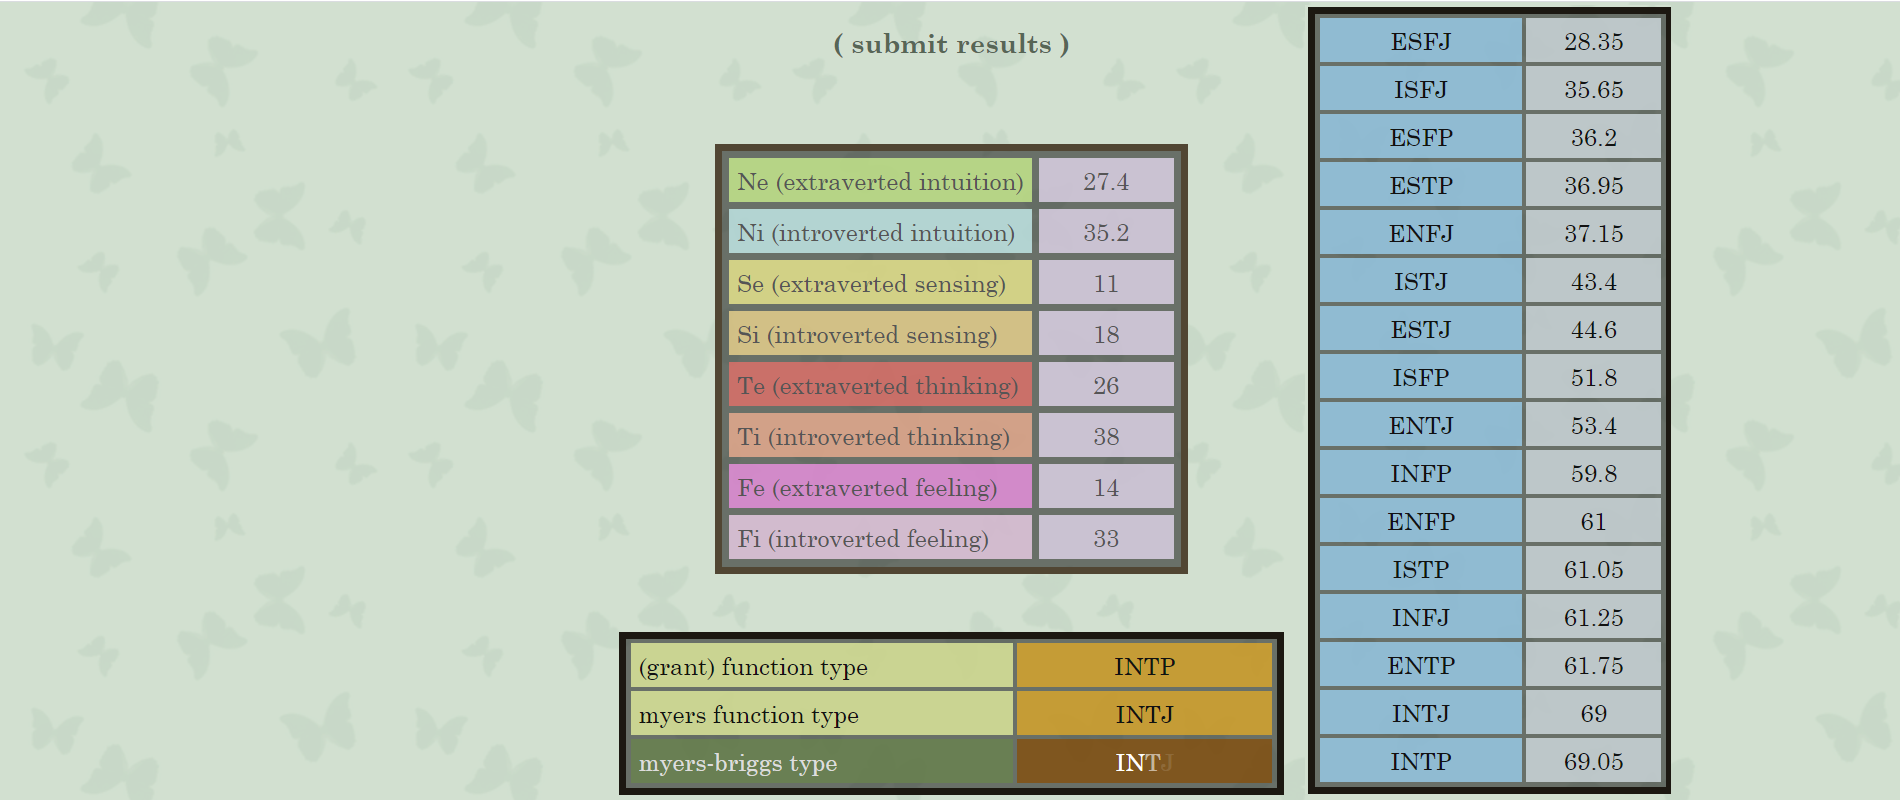 ( submit results )
Ne (extraverted intuition) 27.4
Ni (introverted intuition) 35.2
Se (extraverted sensing) 11
Si (introverted sensing) 18
Te (extraverted thinking) 26
Ti (introverted thinking) 38
Fe (extraverted feeling) 14
Fi (introverted feeling) 33
(grant) function type INTP
myers function type INTJ
myers-briggs type INTJ
ESFJ 28.35
ISFJ 35.65
ESFP 36.2
ESTP 36.95
ENFJ 37.15
ISTJ 43.4
ESTJ 44.6
ISFP 51.8
ENTJ 53.4
INFP 59.8
ENFP 61
ISTP 61.05
INFJ 61.25
ENTP 61.75
INTJ 69
INTP 69.05